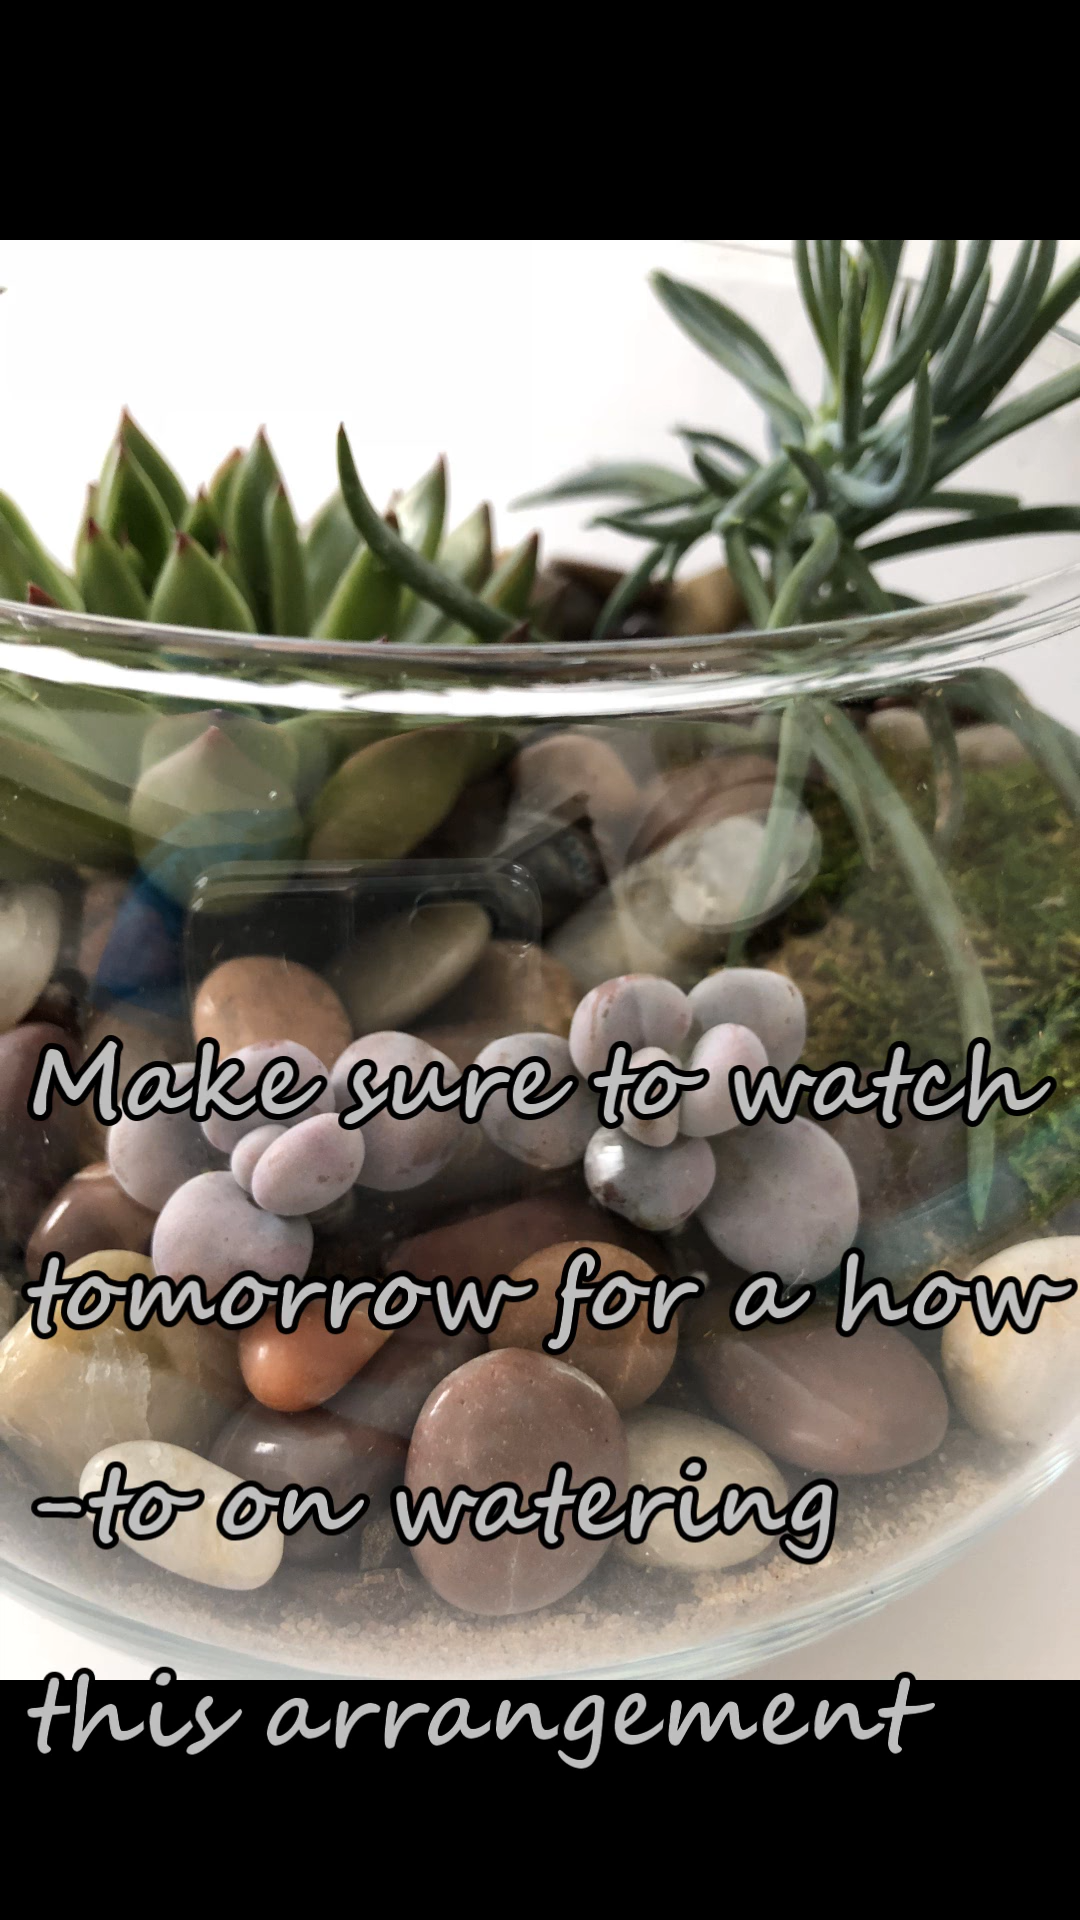 Make sure to watch
tomorrow for a how
-to on watering
this arrangement